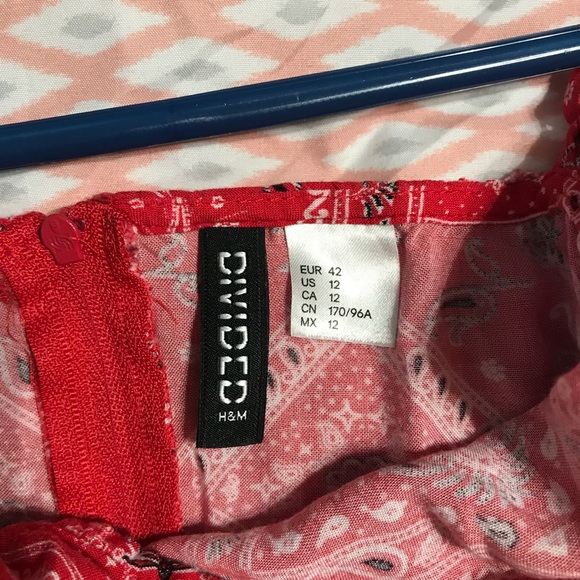 DIVIDED
H&M
EUR 42
US 12
CA 12
CN 170/96A
MX 12